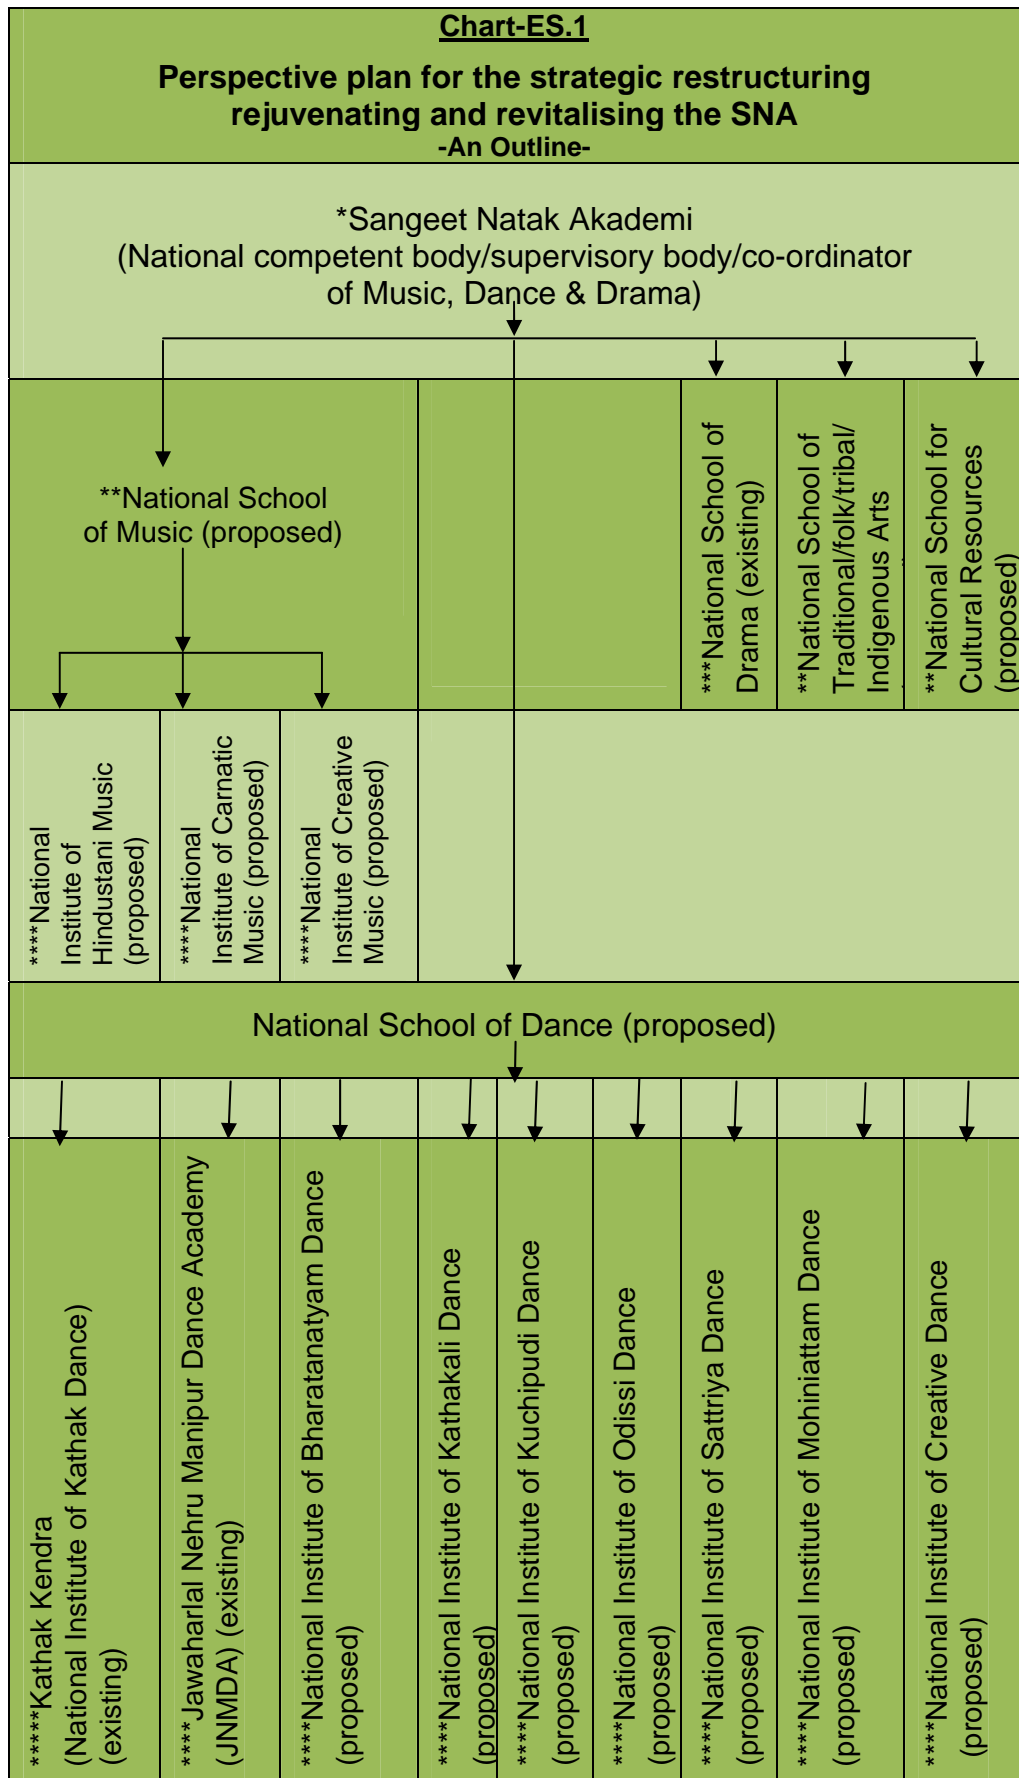 Chart-ES.1
Perspective plan for the strategic restructuring
rejuvenating and revitalising the SNA
-An Outline-
*Sangeet Natak Akademi
(National competent body/supervisory body/co-ordinator
of Music, Dance & Drama)
**National School
of Music (proposed)
***National School of
Drama (existing)
**National School of
Traditional/folk/tribal/
Indigenous Arts
**National School for
Cultural Resources
(proposed)
****National
Institute of
Hindustani Music
(proposed)
****National
Institute of Carnatic
Music (proposed)
****National
Institute of Creative
Music (proposed)
National School of Dance (proposed)
*****Kathak Kendra
(National Institute of Kathak Dance)
(existing)
****Jawaharlal Nehru Manipur Dance Academy
(JNMDA) (existing)
****National Institute of Bharatanatyam Dance
(proposed)
****National Institute of Kathakali Dance
(proposed)
****National Institute of Kuchipudi Dance
(proposed)
****National Institute of Odissi Dance
(proposed)
****National Institute of Sattriya Dance
(proposed)
****National Institute of Mohiniattam Dance
(proposed)
****National Institute of Creative Dance
(proposed)